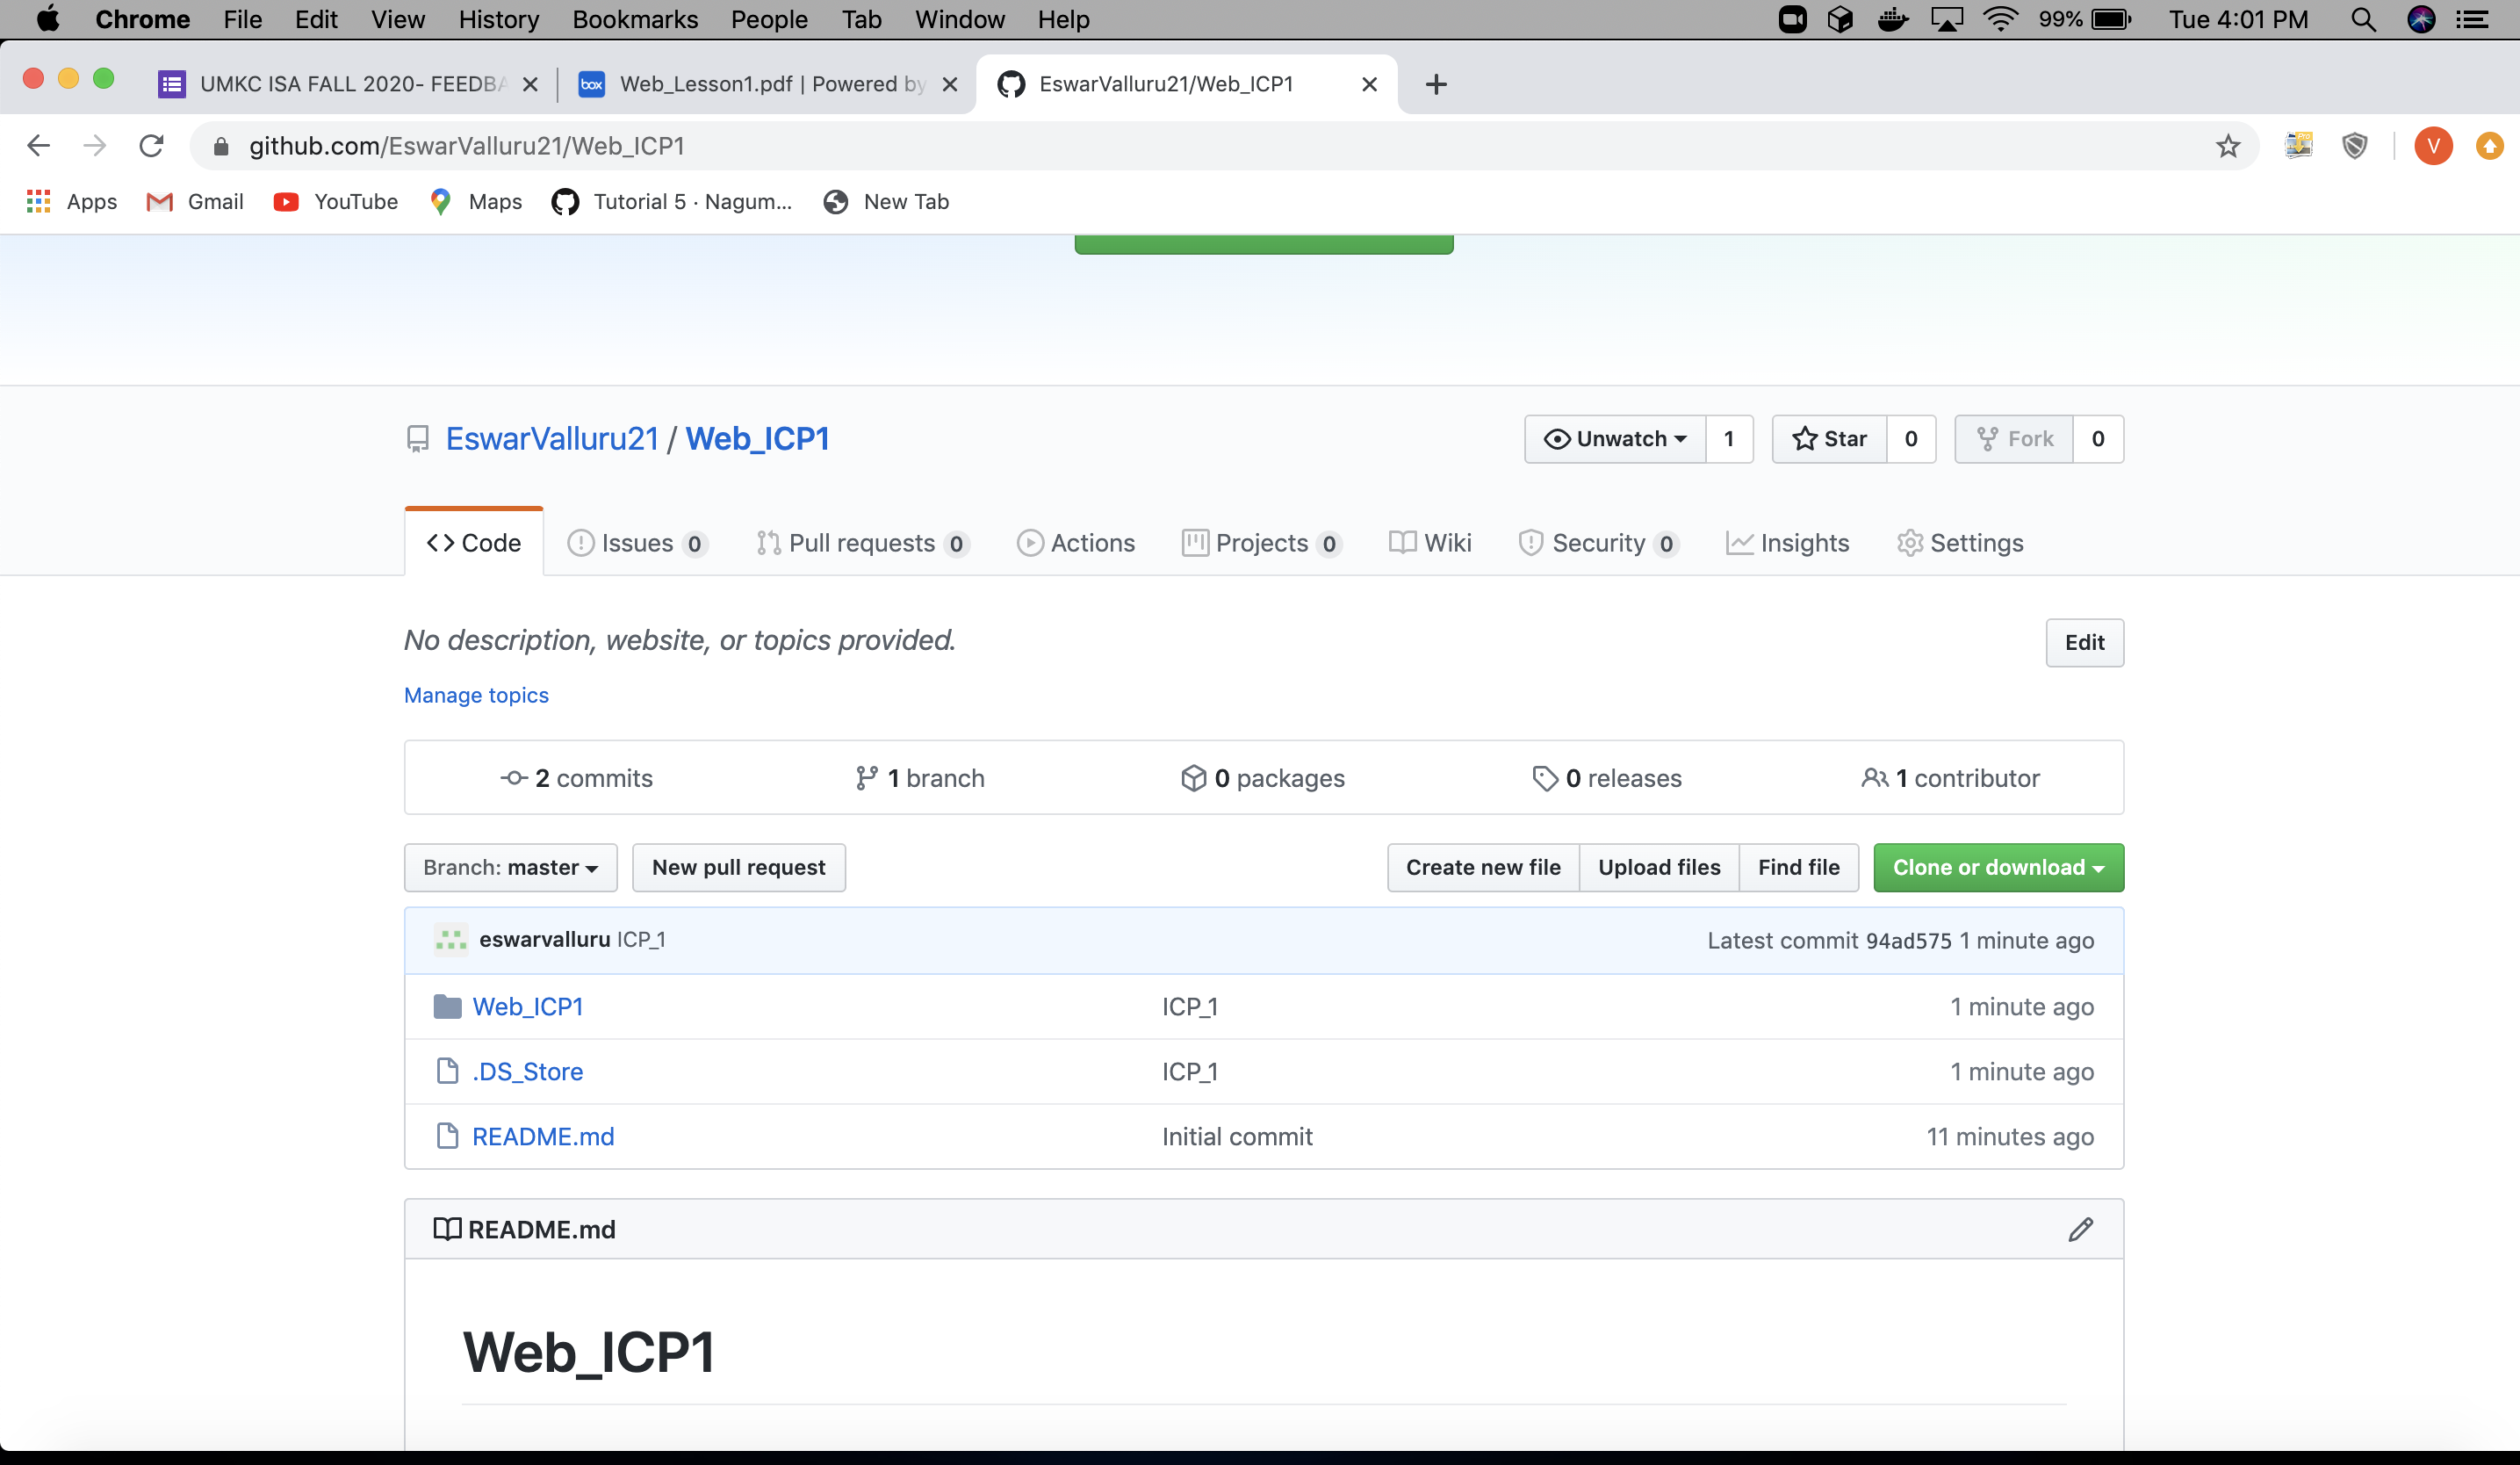 Chrome File Edit View History Bookmarks People Tab Window Help 99% Tue 4:01 PM
UMKC ISA FALL 2020- FEEDBA box Web_Lesson1.pdf | Powered by EswarValluru21/Web_ICP1
github.com/EswarValluru21/Web_ICP1 Pro V
Apps Gmail YouTube Maps Tutorial 5 · Nagum... New Tab
EswarValluru21 / Web_ICP1 Unwatch 1 Star 0 Fork 0
Code Issues 0 Pull requests 0 Actions Projects 0 Wiki Security 0 Insights Settings
No description, website, or topics provided. Edit
Manage topics
2 commits 1 branch 0 packages 0 releases 1 contributor
Branch: master New pull request Create new file Upload files Find file Clone or download
eswarvalluru ICP_1 Latest commit 94ad575 1 minute ago
Web_ICP1 ICP_1 1 minute ago
.DS_Store ICP_1 1 minute ago
README.md Initial commit 11 minutes ago
README.md
Web_ICP1